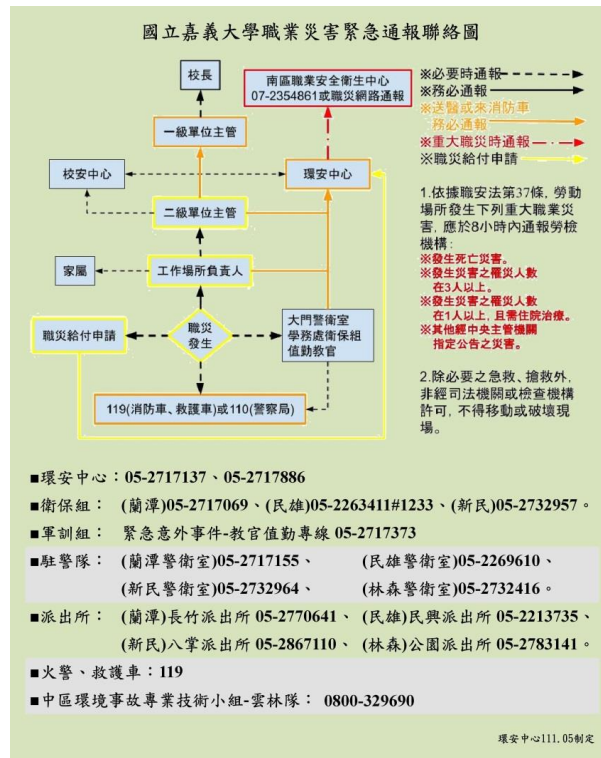 國立嘉義大學職業災害緊急通報聯絡圖
校長
南區職業安全衛生中心
07-2354861或職災網路通報
※必要時通報
※務必通報
※送醫或來消防車
務必通報
※重大職災時通報
※職災給付申請
一級單位主管
校安中心
環安中心
二級單位主管
家屬
工作場所負責人
職災給付申請
職災
發生
大門警衛室
學務處衛保組
值勤教官
119(消防車、救護車)或110(警察局)
1.依據職安法第37條, 勞動
場所發生下列重大職業災
害, 應於8小時內通報勞檢
機構:
※發生死亡災害。
※發生災害之罹災人數
在3人以上。
※發生災害之罹災人數
在1人以上, 且需住院治療。
※其他經中央主管機關
指定公告之災害。
2.除必要之急救、搶救外,
非經司法機關或檢查機構
許可, 不得移動或破壞現
場。
■環安中心：05-2717137、05-2717886
■衛保組： (蘭潭)05-2717069、(民雄)05-2263411#1233、(新民)05-2732957。
■軍訓組： 緊急意外事件-教官值勤專線 05-2717373
■駐警隊： (蘭潭警衛室)05-2717155、 (民雄警衛室)05-2269610、
(新民警衛室)05-2732964、 (林森警衛室)05-2732416。
■派出所： (蘭潭)長竹派出所 05-2770641、 (民雄)民興派出所 05-2213735、
(新民)八掌派出所 05-2867110、 (林森)公園派出所 05-2783141。
■火警、救護車：119
■中區環境事故專業技術小組-雲林隊： 0800-329690
環安中心111.05制定